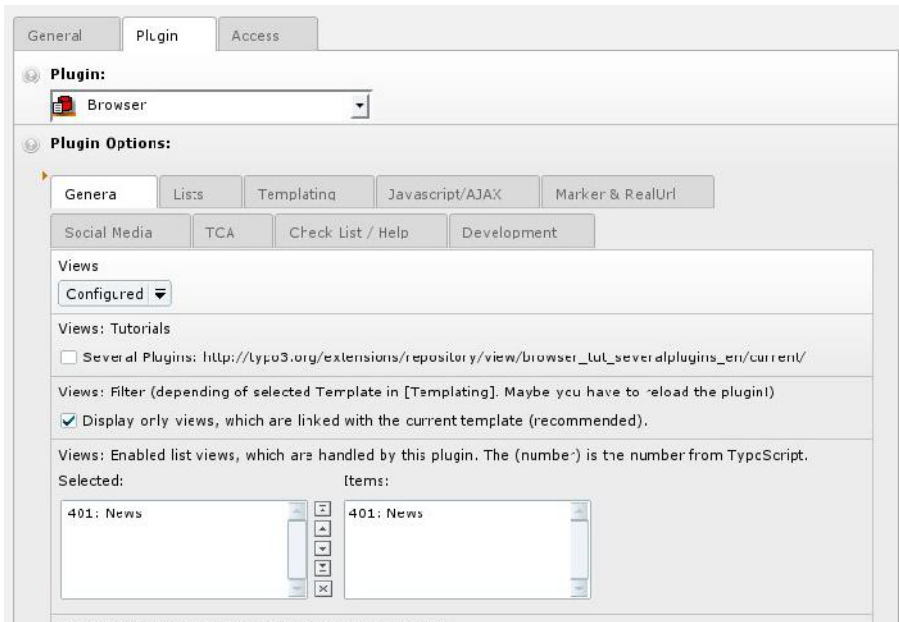 General Plugin Access
Plugin:
Browser
Plugin Options:
Genera Lists Templating Javascript/AJAX Marker & RealUrl
Social Media TCA Check List / Help Development
Views
Configured
Views: Tutorials
Several Plugins: http://typo3.org/extensions/repository/view/browser_tut_severalplugins_en/current/
Views: Filter (depending of selected Template in [Templating]. Maybe you have to reload the plugin!)
Display only views, which are linked with the current template (recommended).
Views: Enabled list views, which are handled by this plugin. The (number) is the number from TypoScript.
Selected: Items:
401: News 401: News